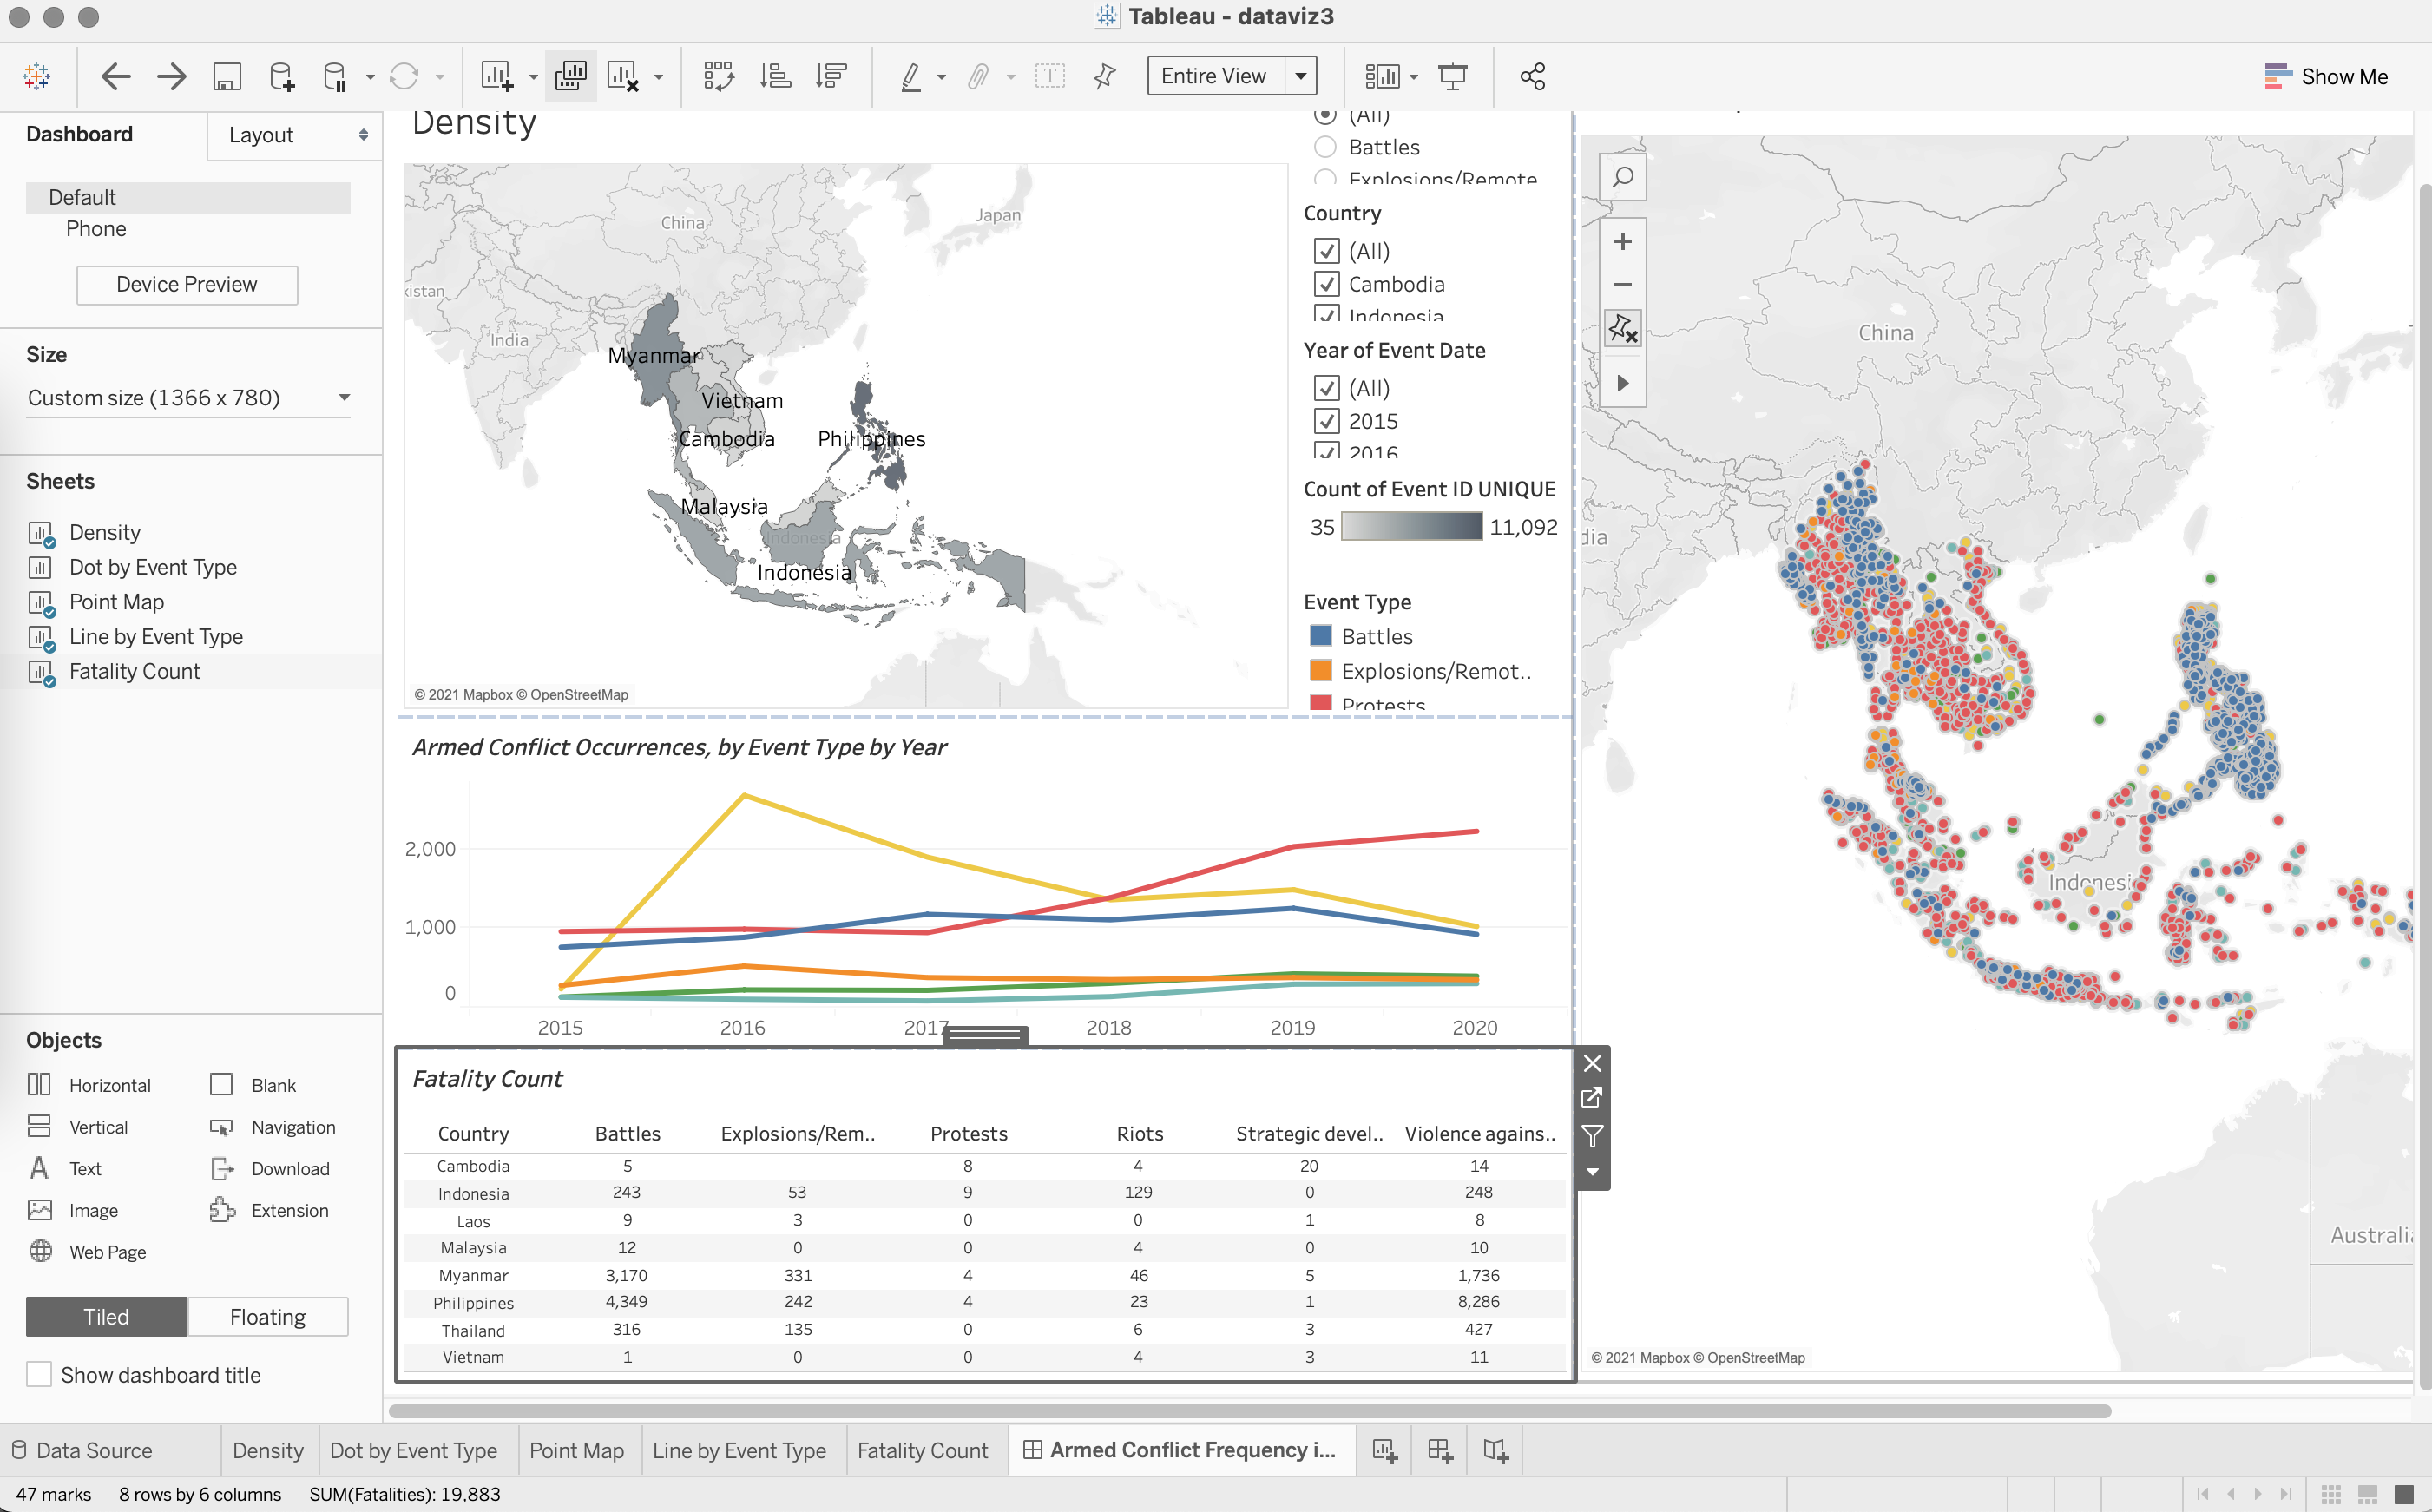 Tableau - dataviz3
Entire View
Show Me
Dashboard
Layout
Default
Phone
Device Preview
Size
Custom size (1366 x 780)
Sheets
Density
Dot by Event Type
Point Map
Line by Event Type
Fatality Count
Objects
Horizontal
Blank
Vertical
Navigation
Text
Download
Image
Extension
Web Page
Tiled
Floating
Show dashboard title
Density
China
Japan
kistan
India
Myanmar
Vietnam
Cambodia
Philippines
Malaysia
Indonesia
Indonesia
© 2021 Mapbox © OpenStreetMap
(All)
Battles
Explosions/Remote
Country
(All)
Cambodia
Indonesia
Year of Event Date
(All)
2015
2016
Count of Event ID UNIQUE
35 11,092
Event Type
Battles
Explosions/Remot..
Protests
China
dia
Indonesi
Australi
© 2021 Mapbox © OpenStreetMap
Armed Conflict Occurrences, by Event Type by Year
2,000
1,000
0
2015 2016 2017 2018 2019 2020
Fatality Count
Country Battles Explosions/Rem.. Protests Riots Strategic devel.. Violence agains..
Cambodia 5 8 4 20 14
Indonesia 243 53 9 129 0 248
Laos 9 3 0 0 1 8
Malaysia 12 0 0 4 0 10
Myanmar 3,170 331 4 46 5 1,736
Philippines 4,349 242 4 23 1 8,286
Thailand 316 135 0 6 3 427
Vietnam 1 0 0 4 3 11
Data Source
Density
Dot by Event Type
Point Map
Line by Event Type
Fatality Count
Armed Conflict Frequency i...
47 marks 8 rows by 6 columns SUM(Fatalities): 19,883